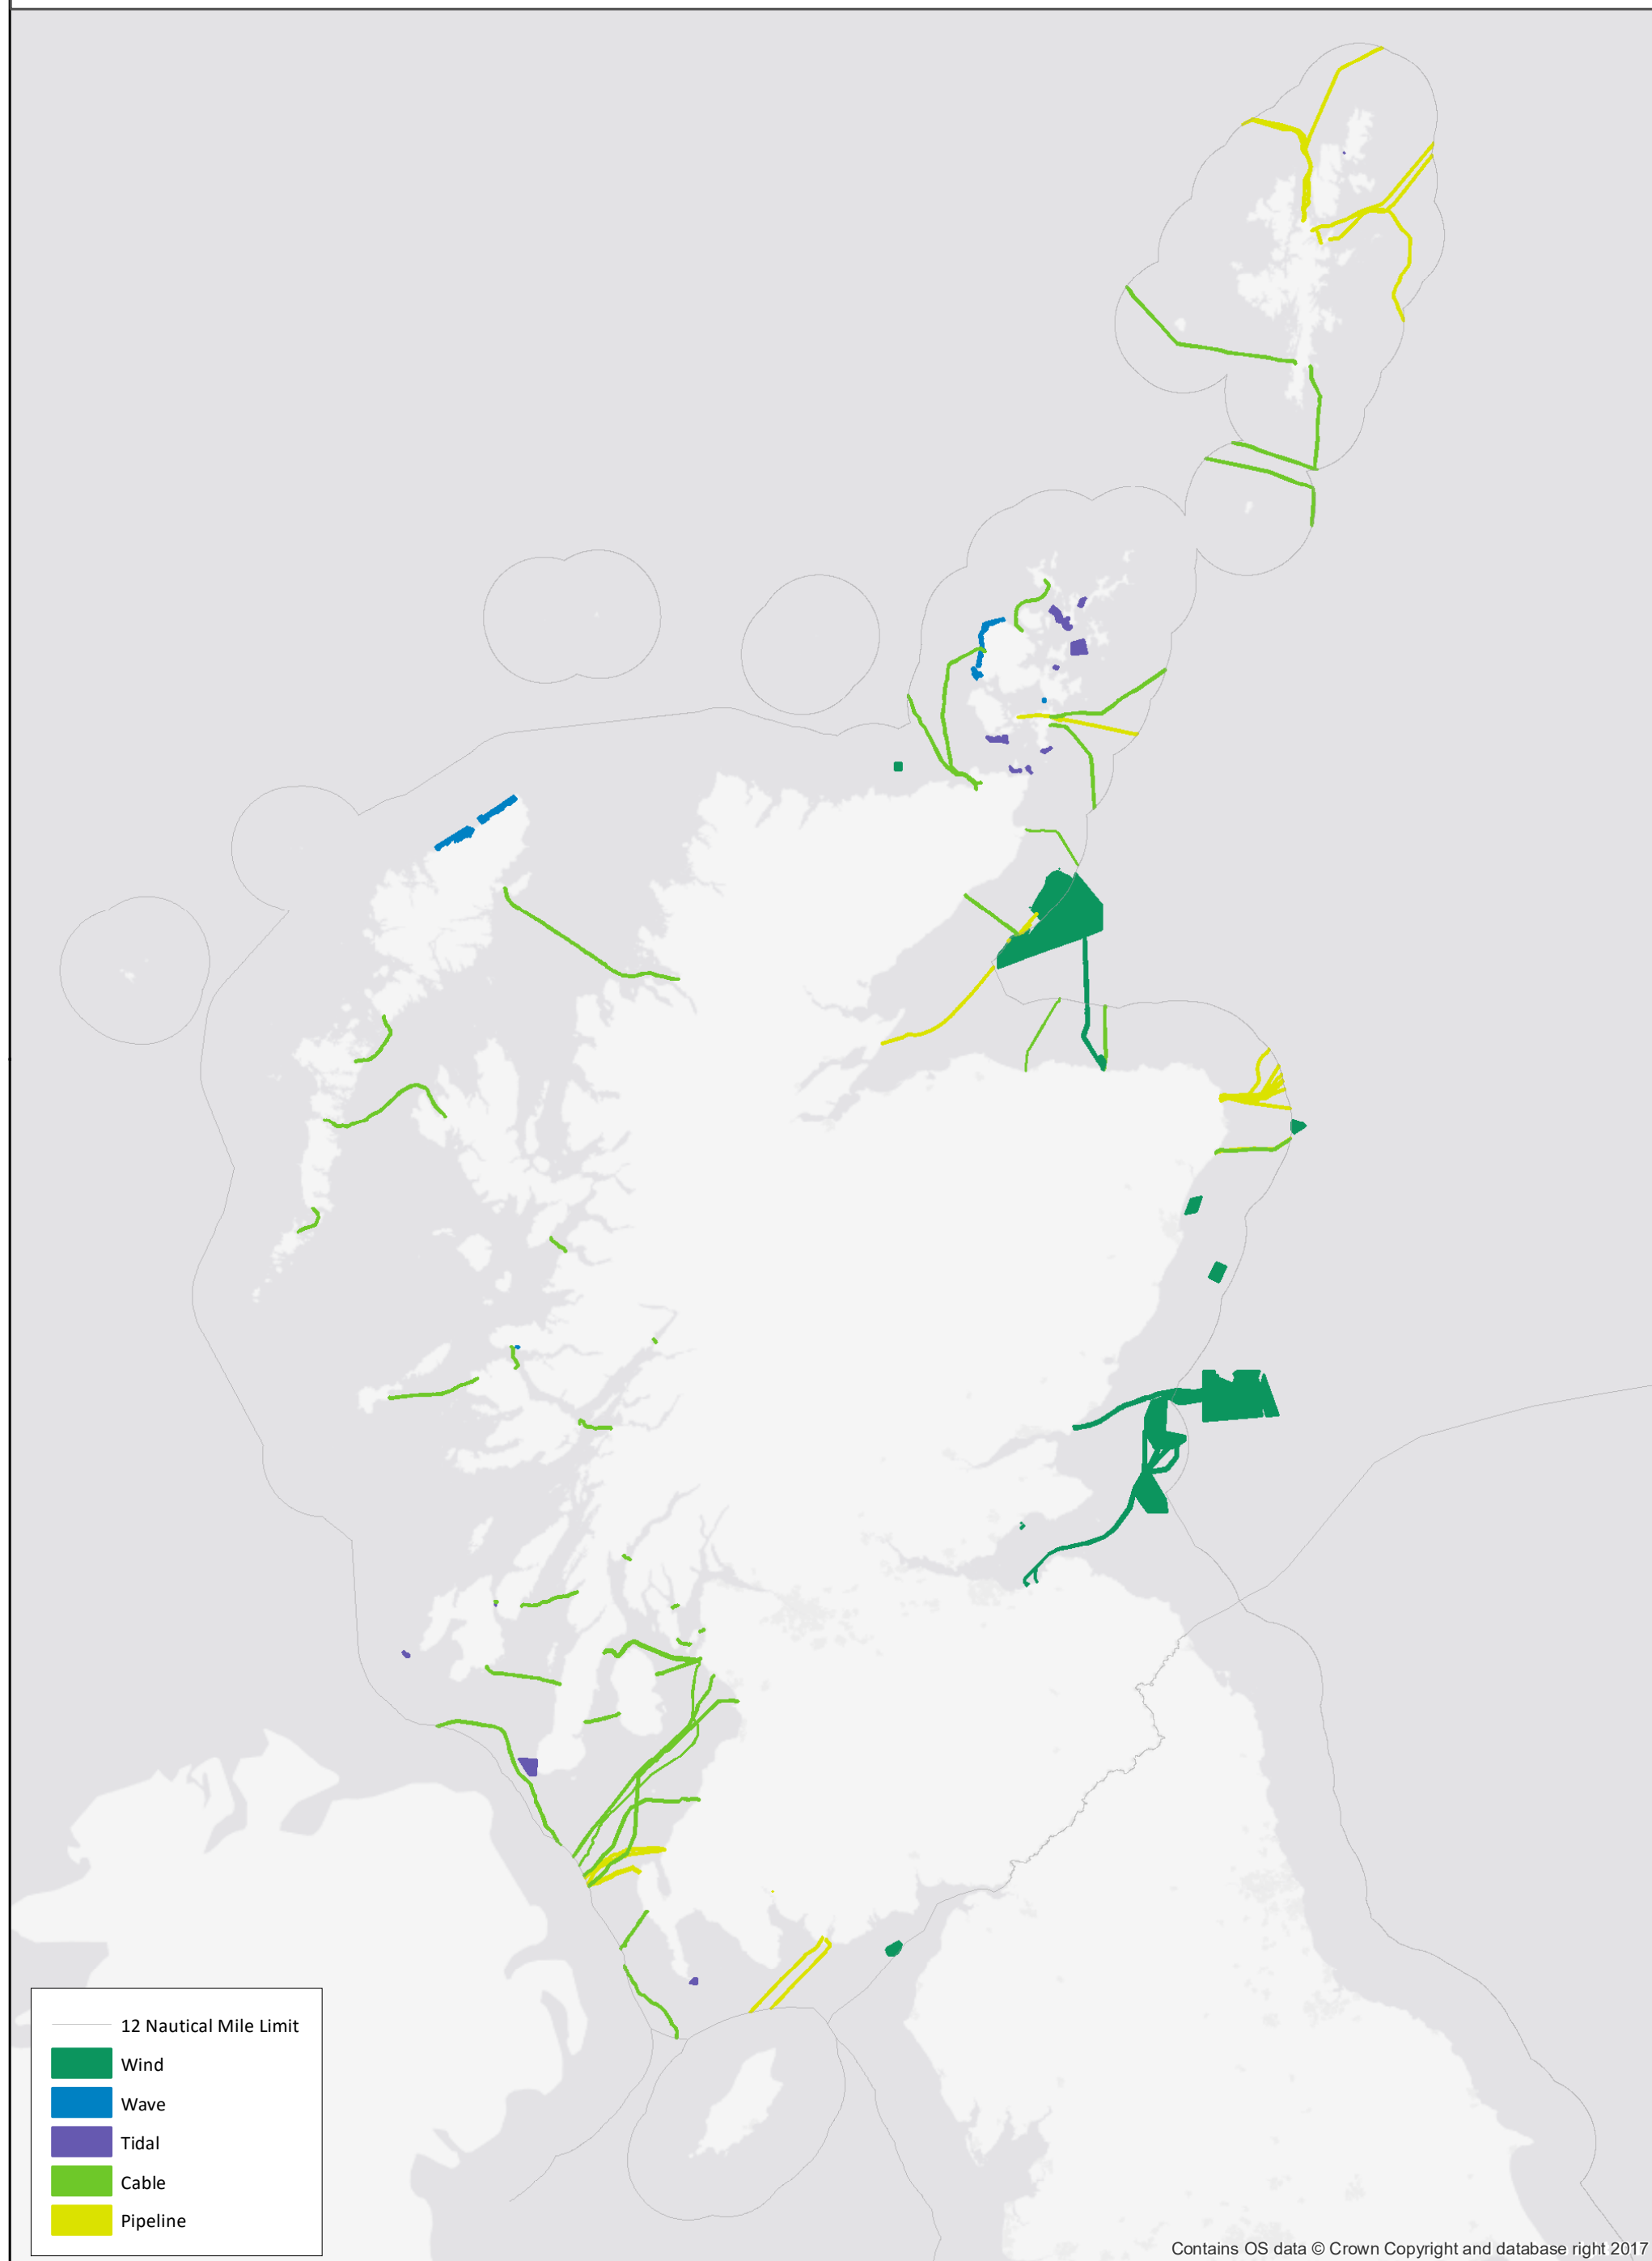 12 Nautical Mile Limit
Wind
Wave
Tidal
Cable
Pipeline
Contains OS data © Crown Copyright and database right 2017